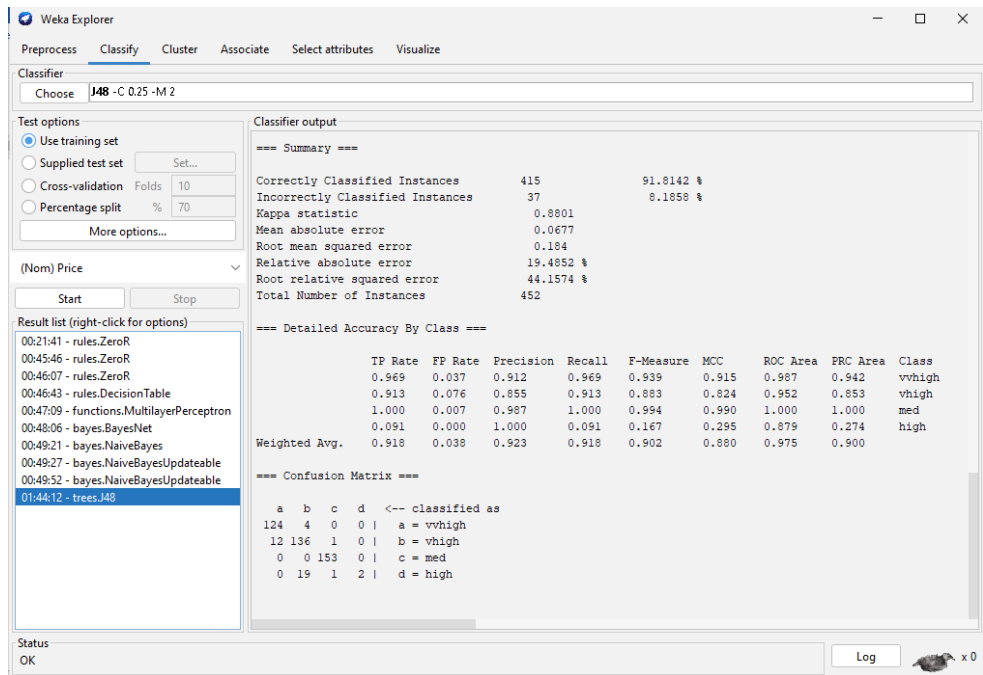 Weka Explorer
Preprocess Classify Cluster Associate Select attributes Visualize
Classifier
Choose J48 -C 0.25 -M 2
Test options
Use training set
Supplied test set Set...
Cross-validation Folds 10
Percentage split % 70
More options...
(Nom) Price
Start Stop
Result list (right-click for options)
00:21:41 - rules.ZeroR
00:45:46 - rules.ZeroR
00:46:07 - rules.ZeroR
00:46:43 - rules.DecisionTable
00:47:09 - functions.MultilayerPerceptron
00:48:06 - bayes.BayesNet
00:49:21 - bayes.NaiveBayes
00:49:27 - bayes.NaiveBayesUpdateable
00:49:52 - bayes.NaiveBayesUpdateable
01:44:12 - trees.J48
Classifier output
=== Summary ===
Correctly Classified Instances 415 91.8142 %
Incorrectly Classified Instances 37 8.1858 %
Kappa statistic 0.8801
Mean absolute error 0.0677
Root mean squared error 0.184
Relative absolute error 19.4852 %
Root relative squared error 44.1574 %
Total Number of Instances 452
=== Detailed Accuracy By Class ===
TP Rate FP Rate Precision Recall F-Measure MCC ROC Area PRC Area Class
0.969 0.037 0.912 0.969 0.939 0.915 0.987 0.942 vvhigh
0.913 0.076 0.855 0.913 0.883 0.824 0.952 0.853 vhigh
1.000 0.007 0.987 1.000 0.994 0.990 1.000 1.000 med
0.091 0.000 1.000 0.091 0.167 0.295 0.879 0.274 high
Weighted Avg. 0.918 0.038 0.923 0.918 0.902 0.880 0.975 0.900
=== Confusion Matrix ===
a b c d <-- classified as
124 4 0 0 | a = vvhigh
12 136 1 0 | b = vhigh
0 0 153 0 | c = med
0 19 1 2 | d = high
Status
OK
Log x 0